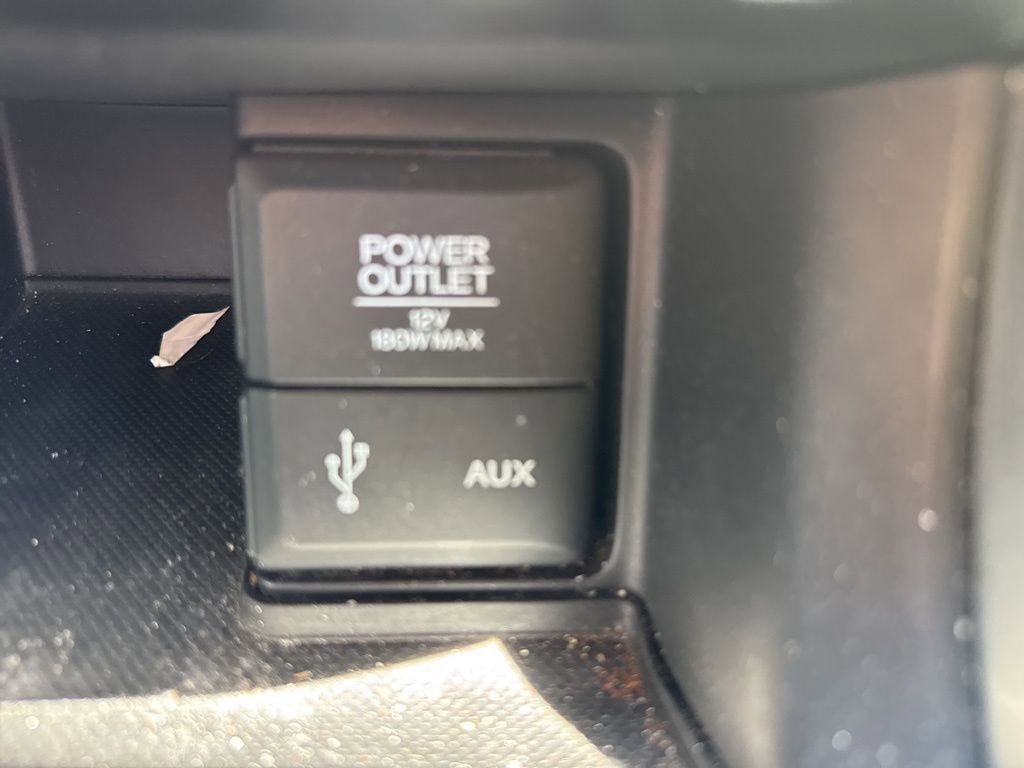 POWER
OUTLET
12V
180W MAX
AUX